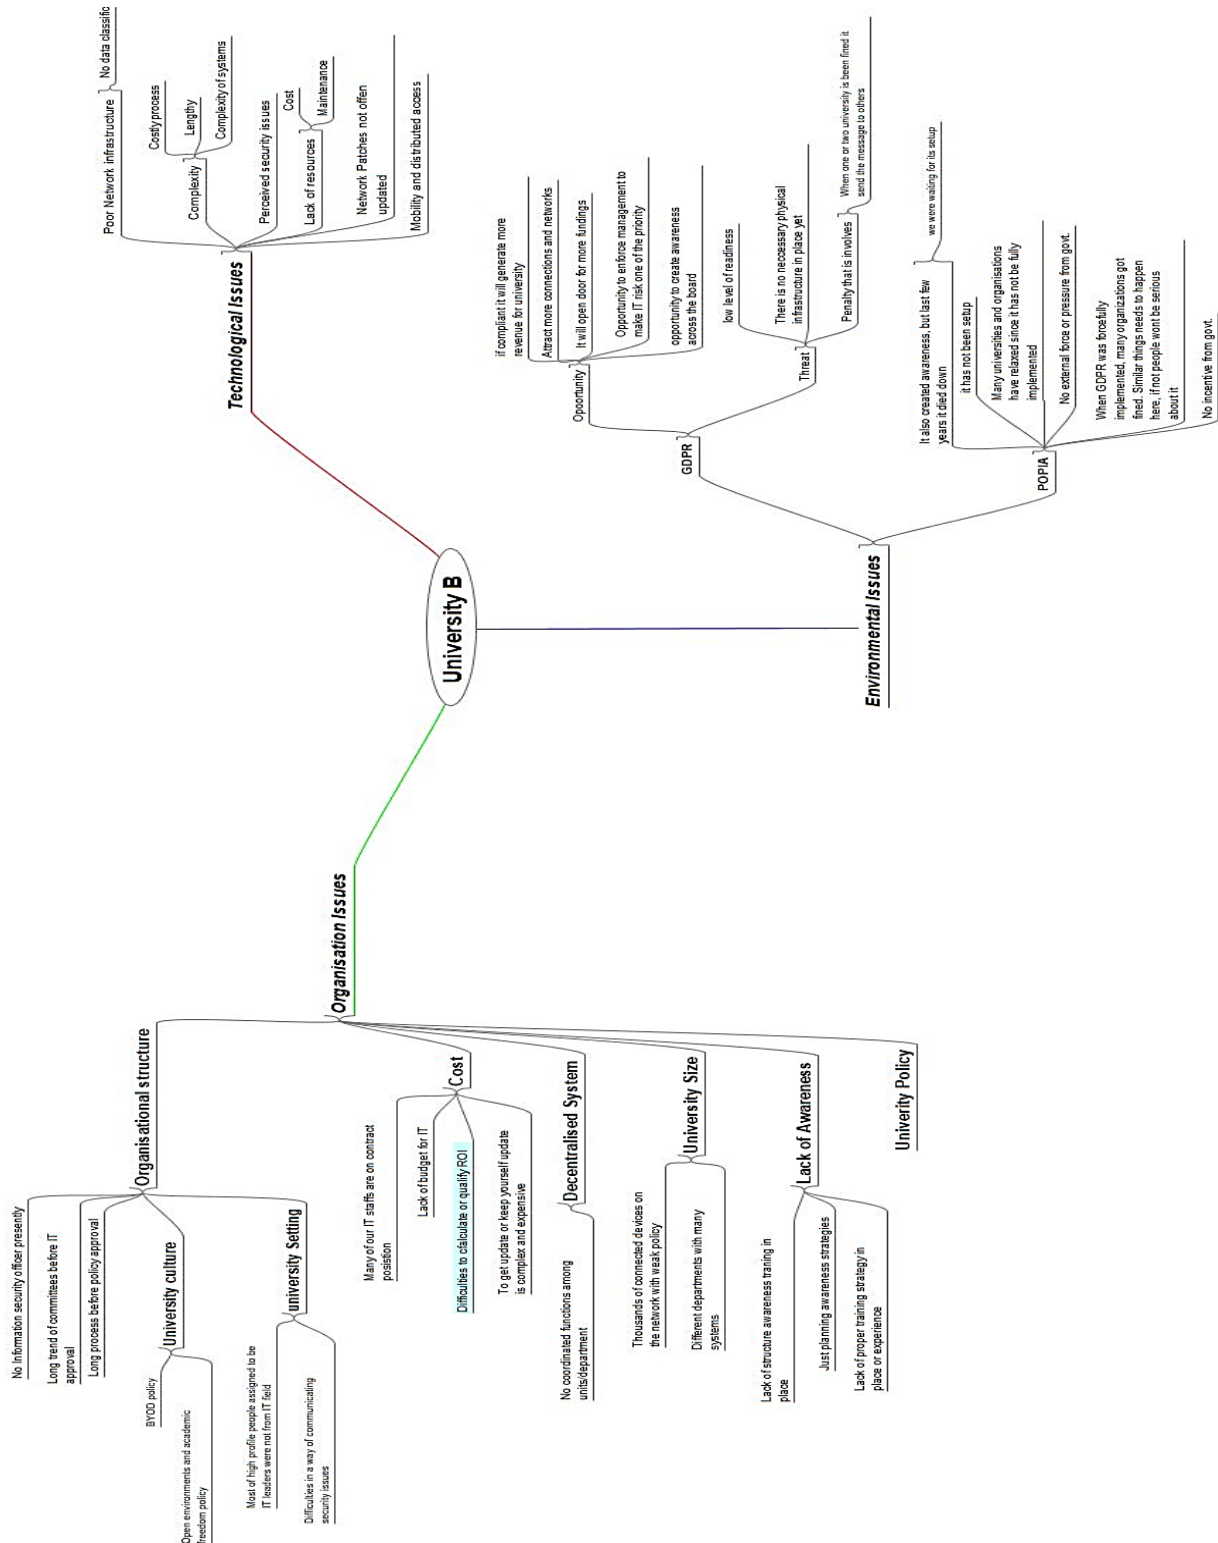 University B
Technological Issues
Poor Network infrastructure
No data classific
Complexity
Costly process
Lengthy
Complexity of systems
Perceived security issues
Lack of resources
Cost
Maintenance
Network Patches not offen
updated
Mobility and distributed access
Environmental Issues
GDPR
Opoortunity
if compliant it will generate more
revenue for university
Attract more connections and networks
It will open door for more fundings
Opportunity to enforce management to
make IT risk one of the priority
opportunity to create awareness
across the board
Threat
low level of readiness
There is no neccessary physical
infrastructure in place yet
Penalty that is involves
When one or two university is been fined it
send the message to others
POPIA
It also created awareness, but last few
years it died down
we were waiting for its setup
it has not been setup
Many universities and organisations
have relaxed since it has not be fully
implemented
No external force or pressure from govt.
When GDPR was forcefully
implemented, many organizations got
fined. Similar things needs to happen
here, if not people wont be serious
about it
No incentive from govt.
Organisation Issues
Organisational structure
No Information security officer presently
Long trend of committees before IT
approval
Long process before policy approval
University culture
BYOD policy
Open environments and academic
freedom policy
university Setting
Most of high profile people assigned to be
IT leaders were not from IT field
Difficulties in a way of communicating
security issues
Cost
Many of our IT staffs are on contract
posistion
Lack of budget for IT
Difficulties to clalculate or qualify ROI
To get update or keep yourself update
is complex and expensive
Decentralised System
No coordinated functions among
units/department
University Size
Thousands of connected devices on
the network with weak policy
Different departments with many
systems
Lack of Awareness
Lack of structure awareness traning in
place
Just planning awareness strategies
Lack of proper training strategy in
place or experience
Univerity Policy